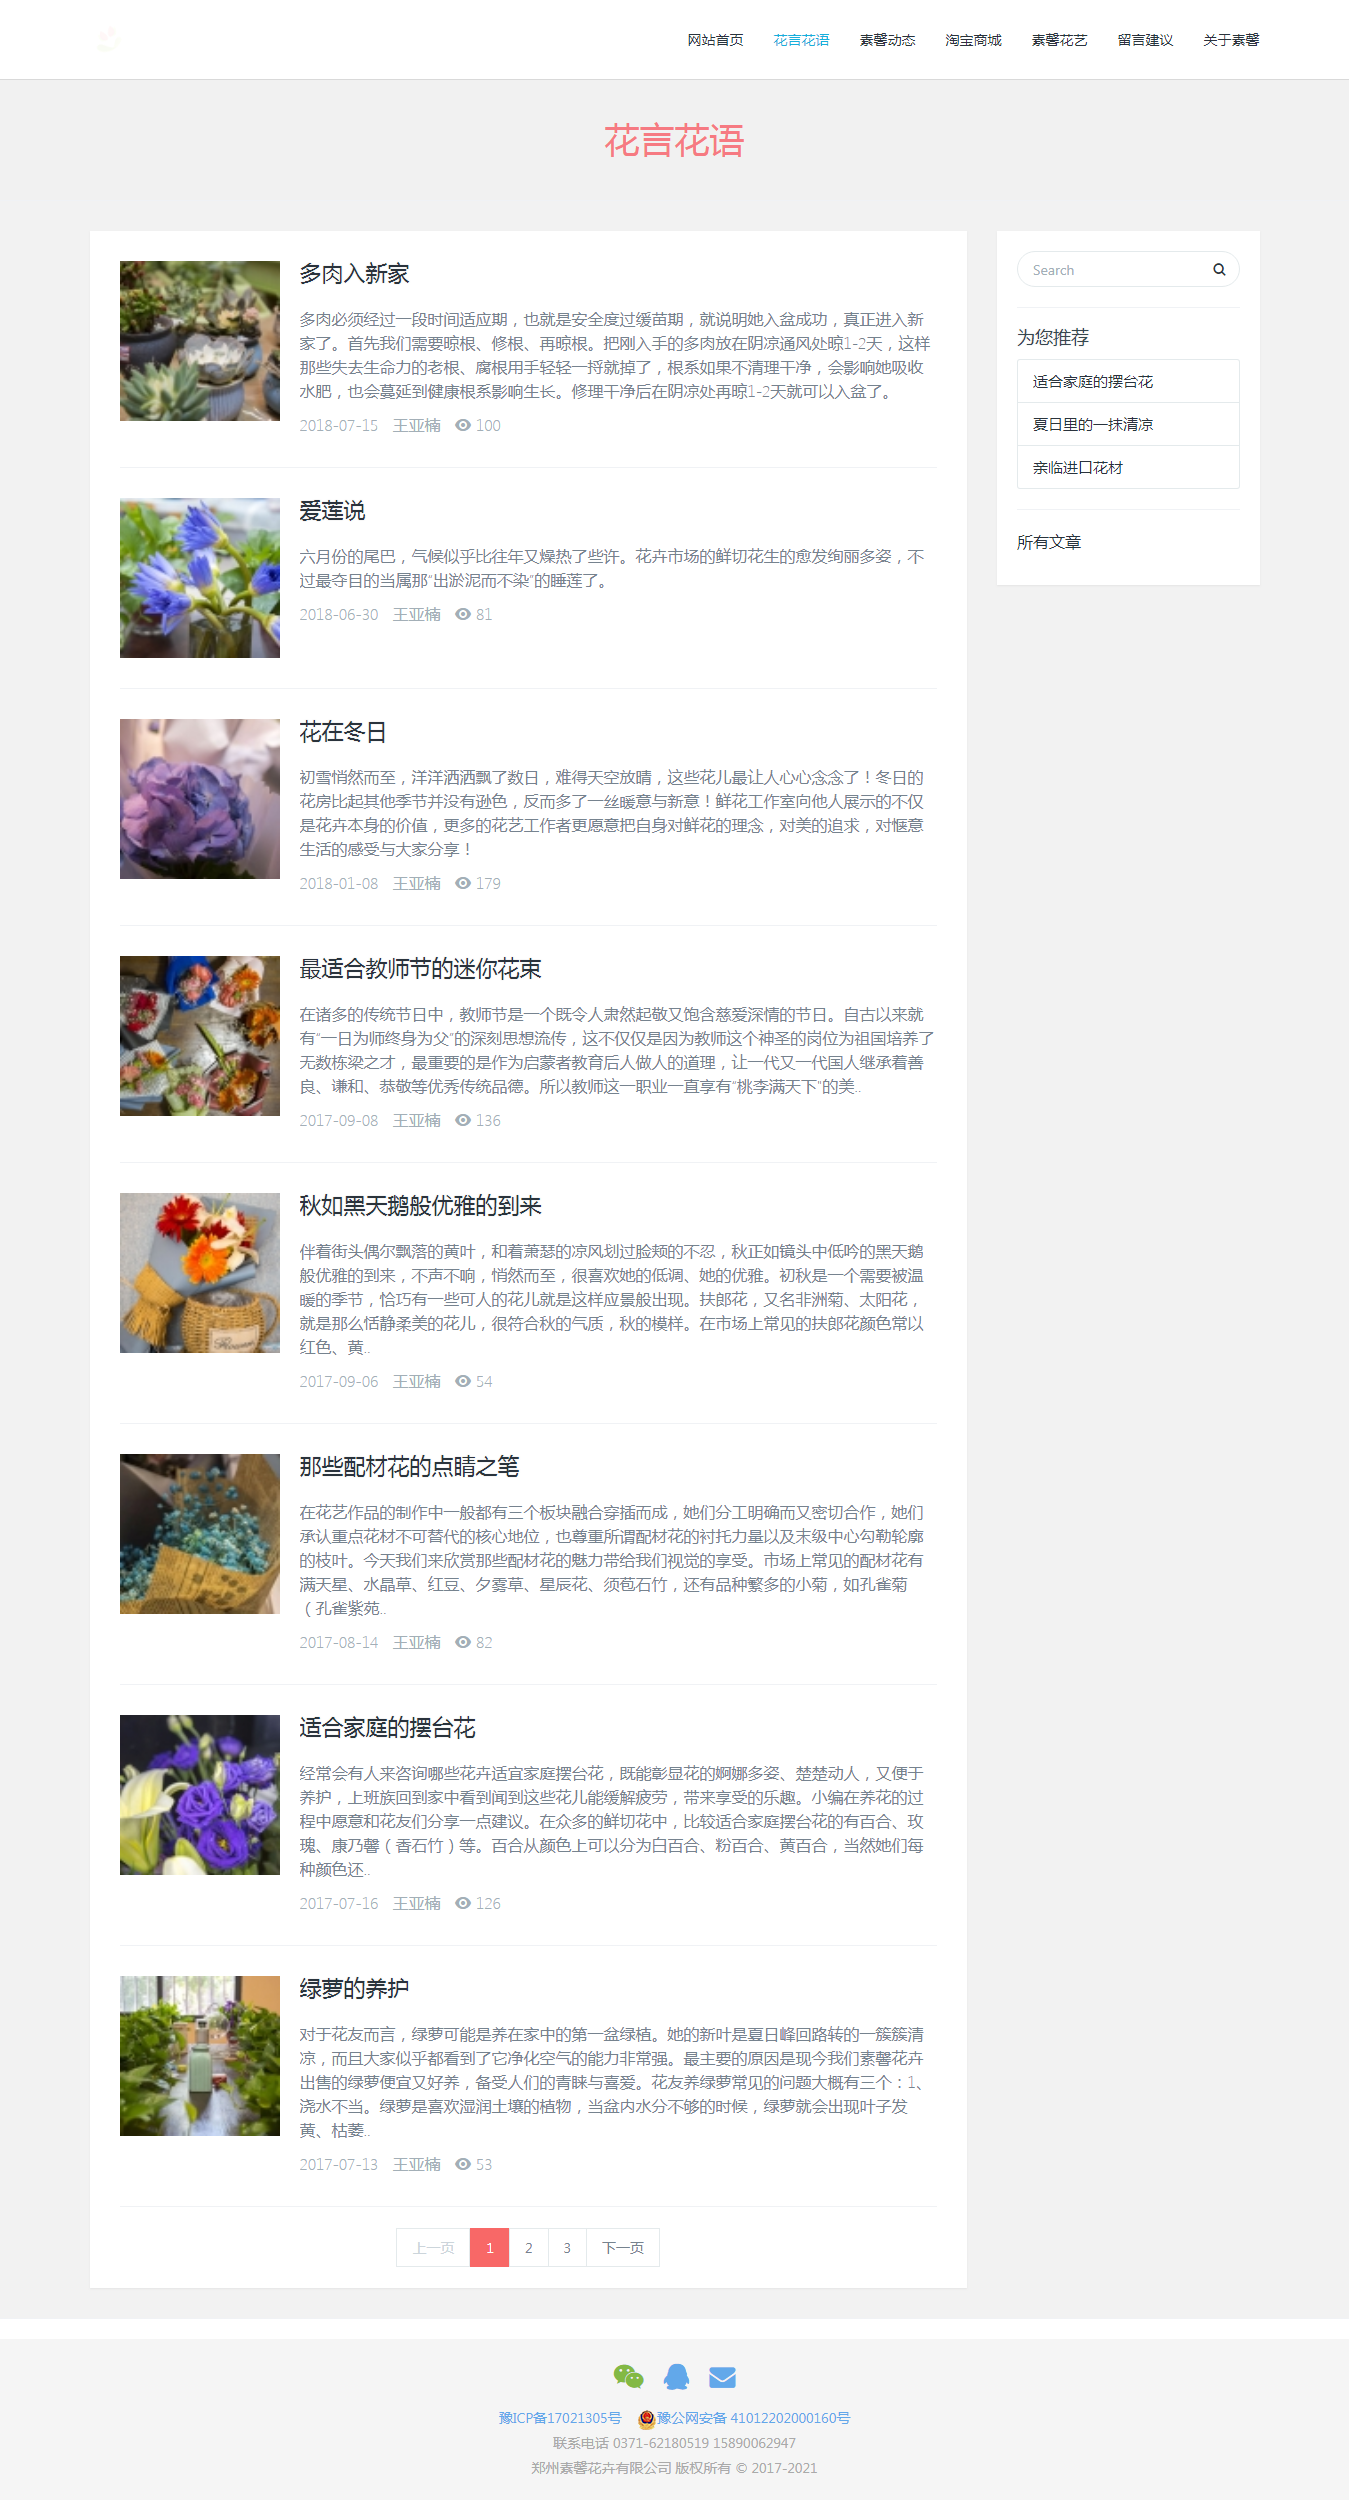 网站首页 花言花语 素馨动态 淘宝商城 素馨花艺 留言建议 关于素馨
花言花语
多肉入新家
多肉必须经过一段时间适应期，也就是安全度过缓苗期，就说明她入盆成功，真正进入新
家了。首先我们需要晾根、修根、再晾根。把刚入手的多肉放在阴凉通风处晾1-2天，这样
那些失去生命力的老根、腐根用手轻轻一捋就掉了，根系如果不清理干净，会影响她吸收
水肥，也会蔓延到健康根系影响生长。修理干净后在阴凉处再晾1-2天就可以入盆了。
2018-07-15 王亚楠 100
爱莲说
六月份的尾巴，气候似乎比往年又燥热了些许。花卉市场的鲜切花生的愈发绚丽多姿，不
过最夺目的当属那“出淤泥而不染”的睡莲了。
2018-06-30 王亚楠 81
花在冬日
初雪悄然而至，洋洋洒洒飘了数日，难得天空放晴，这些花儿最让人心心念念了！冬日的
花房比起其他季节并没有逊色，反而多了一丝暖意与新意！鲜花工作室向他人展示的不仅
是花卉本身的价值，更多的花艺工作者更愿意把自身对鲜花的理念，对美的追求，对惬意
生活的感受与大家分享！
2018-01-08 王亚楠 179
最适合教师节的迷你花束
在诸多的传统节日中，教师节是一个既令人肃然起敬又饱含慈爱深情的节日。自古以来就
有“一日为师终身为父”的深刻思想流传，这不仅仅是因为教师这个神圣的岗位为祖国培养了
无数栋梁之才，最重要的是作为启蒙者教育后人做人的道理，让一代又一代国人继承着善
良、谦和、恭敬等优秀传统品德。所以教师这一职业一直享有“桃李满天下”的美..
2017-09-08 王亚楠 136
秋如黑天鹅般优雅的到来
伴着街头偶尔飘落的黄叶，和着萧瑟的凉风划过脸颊的不忍，秋正如镜头中低吟的黑天鹅
般优雅的到来，不声不响，悄然而至，很喜欢她的低调、她的优雅。初秋是一个需要被温
暖的季节，恰巧有一些可人的花儿就是这样应景般出现。扶郎花，又名非洲菊、太阳花，
就是那么恬静柔美的花儿，很符合秋的气质，秋的模样。在市场上常见的扶郎花颜色常以
红色、黄..
2017-09-06 王亚楠 54
那些配材花的点睛之笔
在花艺作品的制作中一般都有三个板块融合穿插而成，她们分工明确而又密切合作，她们
承认重点花材不可替代的核心地位，也尊重所谓配材花的衬托力量以及末级中心勾勒轮廓
的枝叶。今天我们来欣赏那些配材花的魅力带给我们视觉的享受。市场上常见的配材花有
满天星、水晶草、红豆、夕雾草、星辰花、须苞石竹，还有品种繁多的小菊，如孔雀菊
（孔雀紫苑..
2017-08-14 王亚楠 82
适合家庭的摆台花
经常会有人来咨询哪些花卉适宜家庭摆台花，既能彰显花的婀娜多姿、楚楚动人，又便于
养护，上班族回到家中看到闻到这些花儿能缓解疲劳，带来享受的乐趣。小编在养花的过
程中愿意和花友们分享一点建议。在众多的鲜切花中，比较适合家庭摆台花的有百合、玫
瑰、康乃馨（香石竹）等。百合从颜色上可以分为白百合、粉百合、黄百合，当然她们每
种颜色还..
2017-07-16 王亚楠 126
绿萝的养护
对于花友而言，绿萝可能是养在家中的第一盆绿植。她的新叶是夏日峰回路转的一簇簇清
凉，而且大家似乎都看到了它净化空气的能力非常强。最主要的原因是现今我们素馨花卉
出售的绿萝便宜又好养，备受人们的青睐与喜爱。花友养绿萝常见的问题大概有三个：1、
浇水不当。绿萝是喜欢湿润土壤的植物，当盆内水分不够的时候，绿萝就会出现叶子发
黄、枯萎..
2017-07-13 王亚楠 53
上一页 1 2 3 下一页
Search
为您推荐
适合家庭的摆台花
夏日里的一抹清凉
亲临进口花材
所有文章
豫ICP备17021305号 豫公网安备 41012202000160号
联系电话 0371-62180519 15890062947
郑州素馨花卉有限公司 版权所有 © 2017-2021